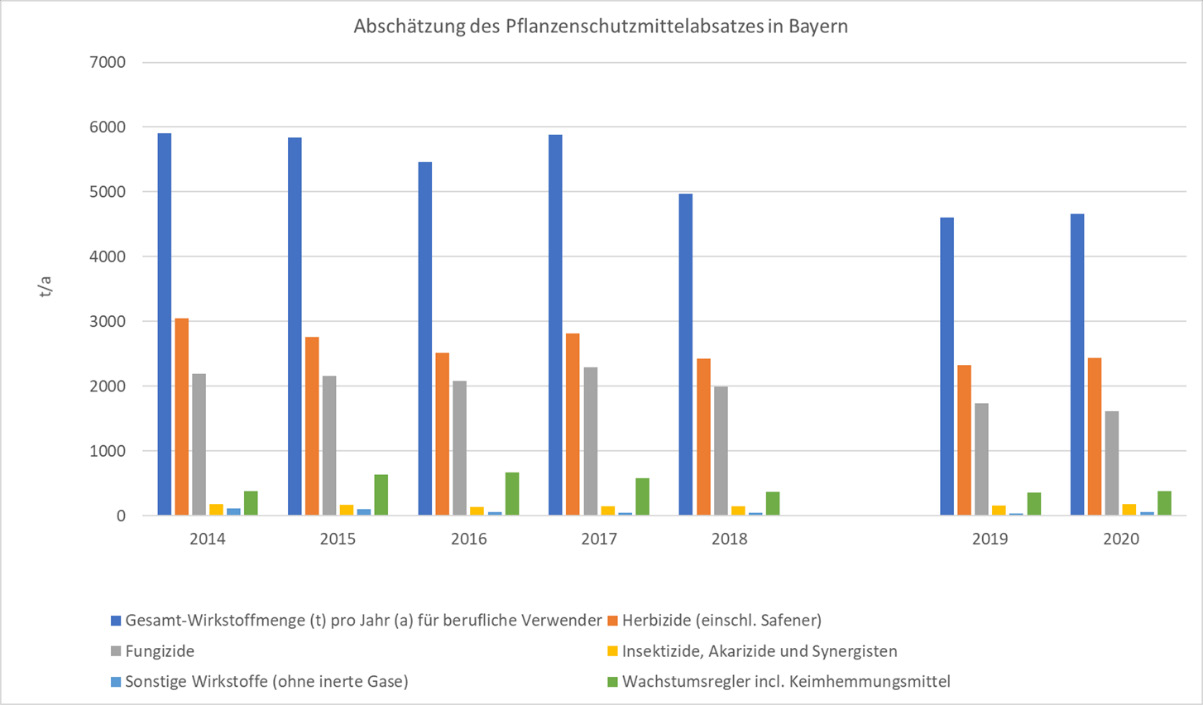 Abschätzung des Pflanzenschutzmittelabsatzes in Bayern
7000
6000
5000
4000
3000
2000
1000
0
t/a
2014 2015 2016 2017 2018 2019 2020
Gesamt-Wirkstoffmenge (t) pro Jahr (a) für berufliche Verwender Herbizide (einschl. Safener)
Fungizide Insektizide, Akarizide und Synergisten
Sonstige Wirkstoffe (ohne inerte Gase) Wachstumsregler incl. Keimhemmungsmittel